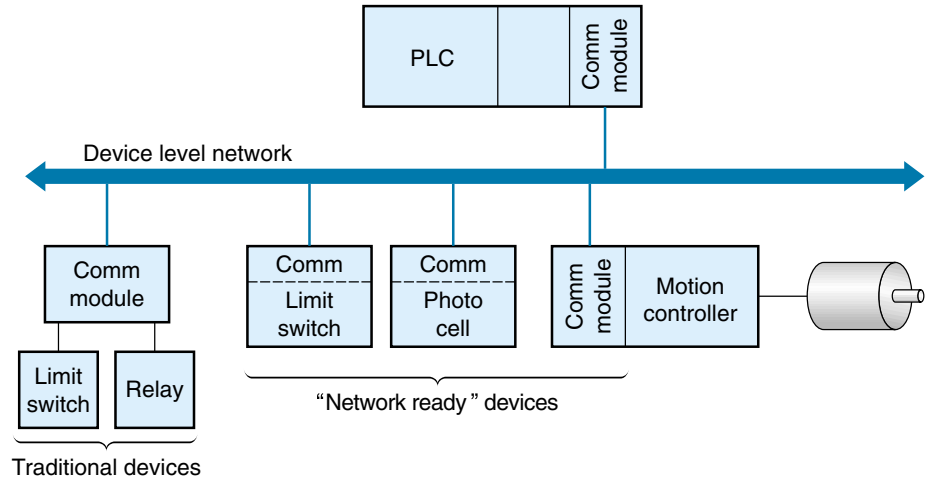 PLC
Comm
module
Device level network
Comm
module
Comm
Limit
switch
Comm
Photo
cell
Comm
module
Motion
controller
Limit
switch
Relay
“Network ready” devices
Traditional devices